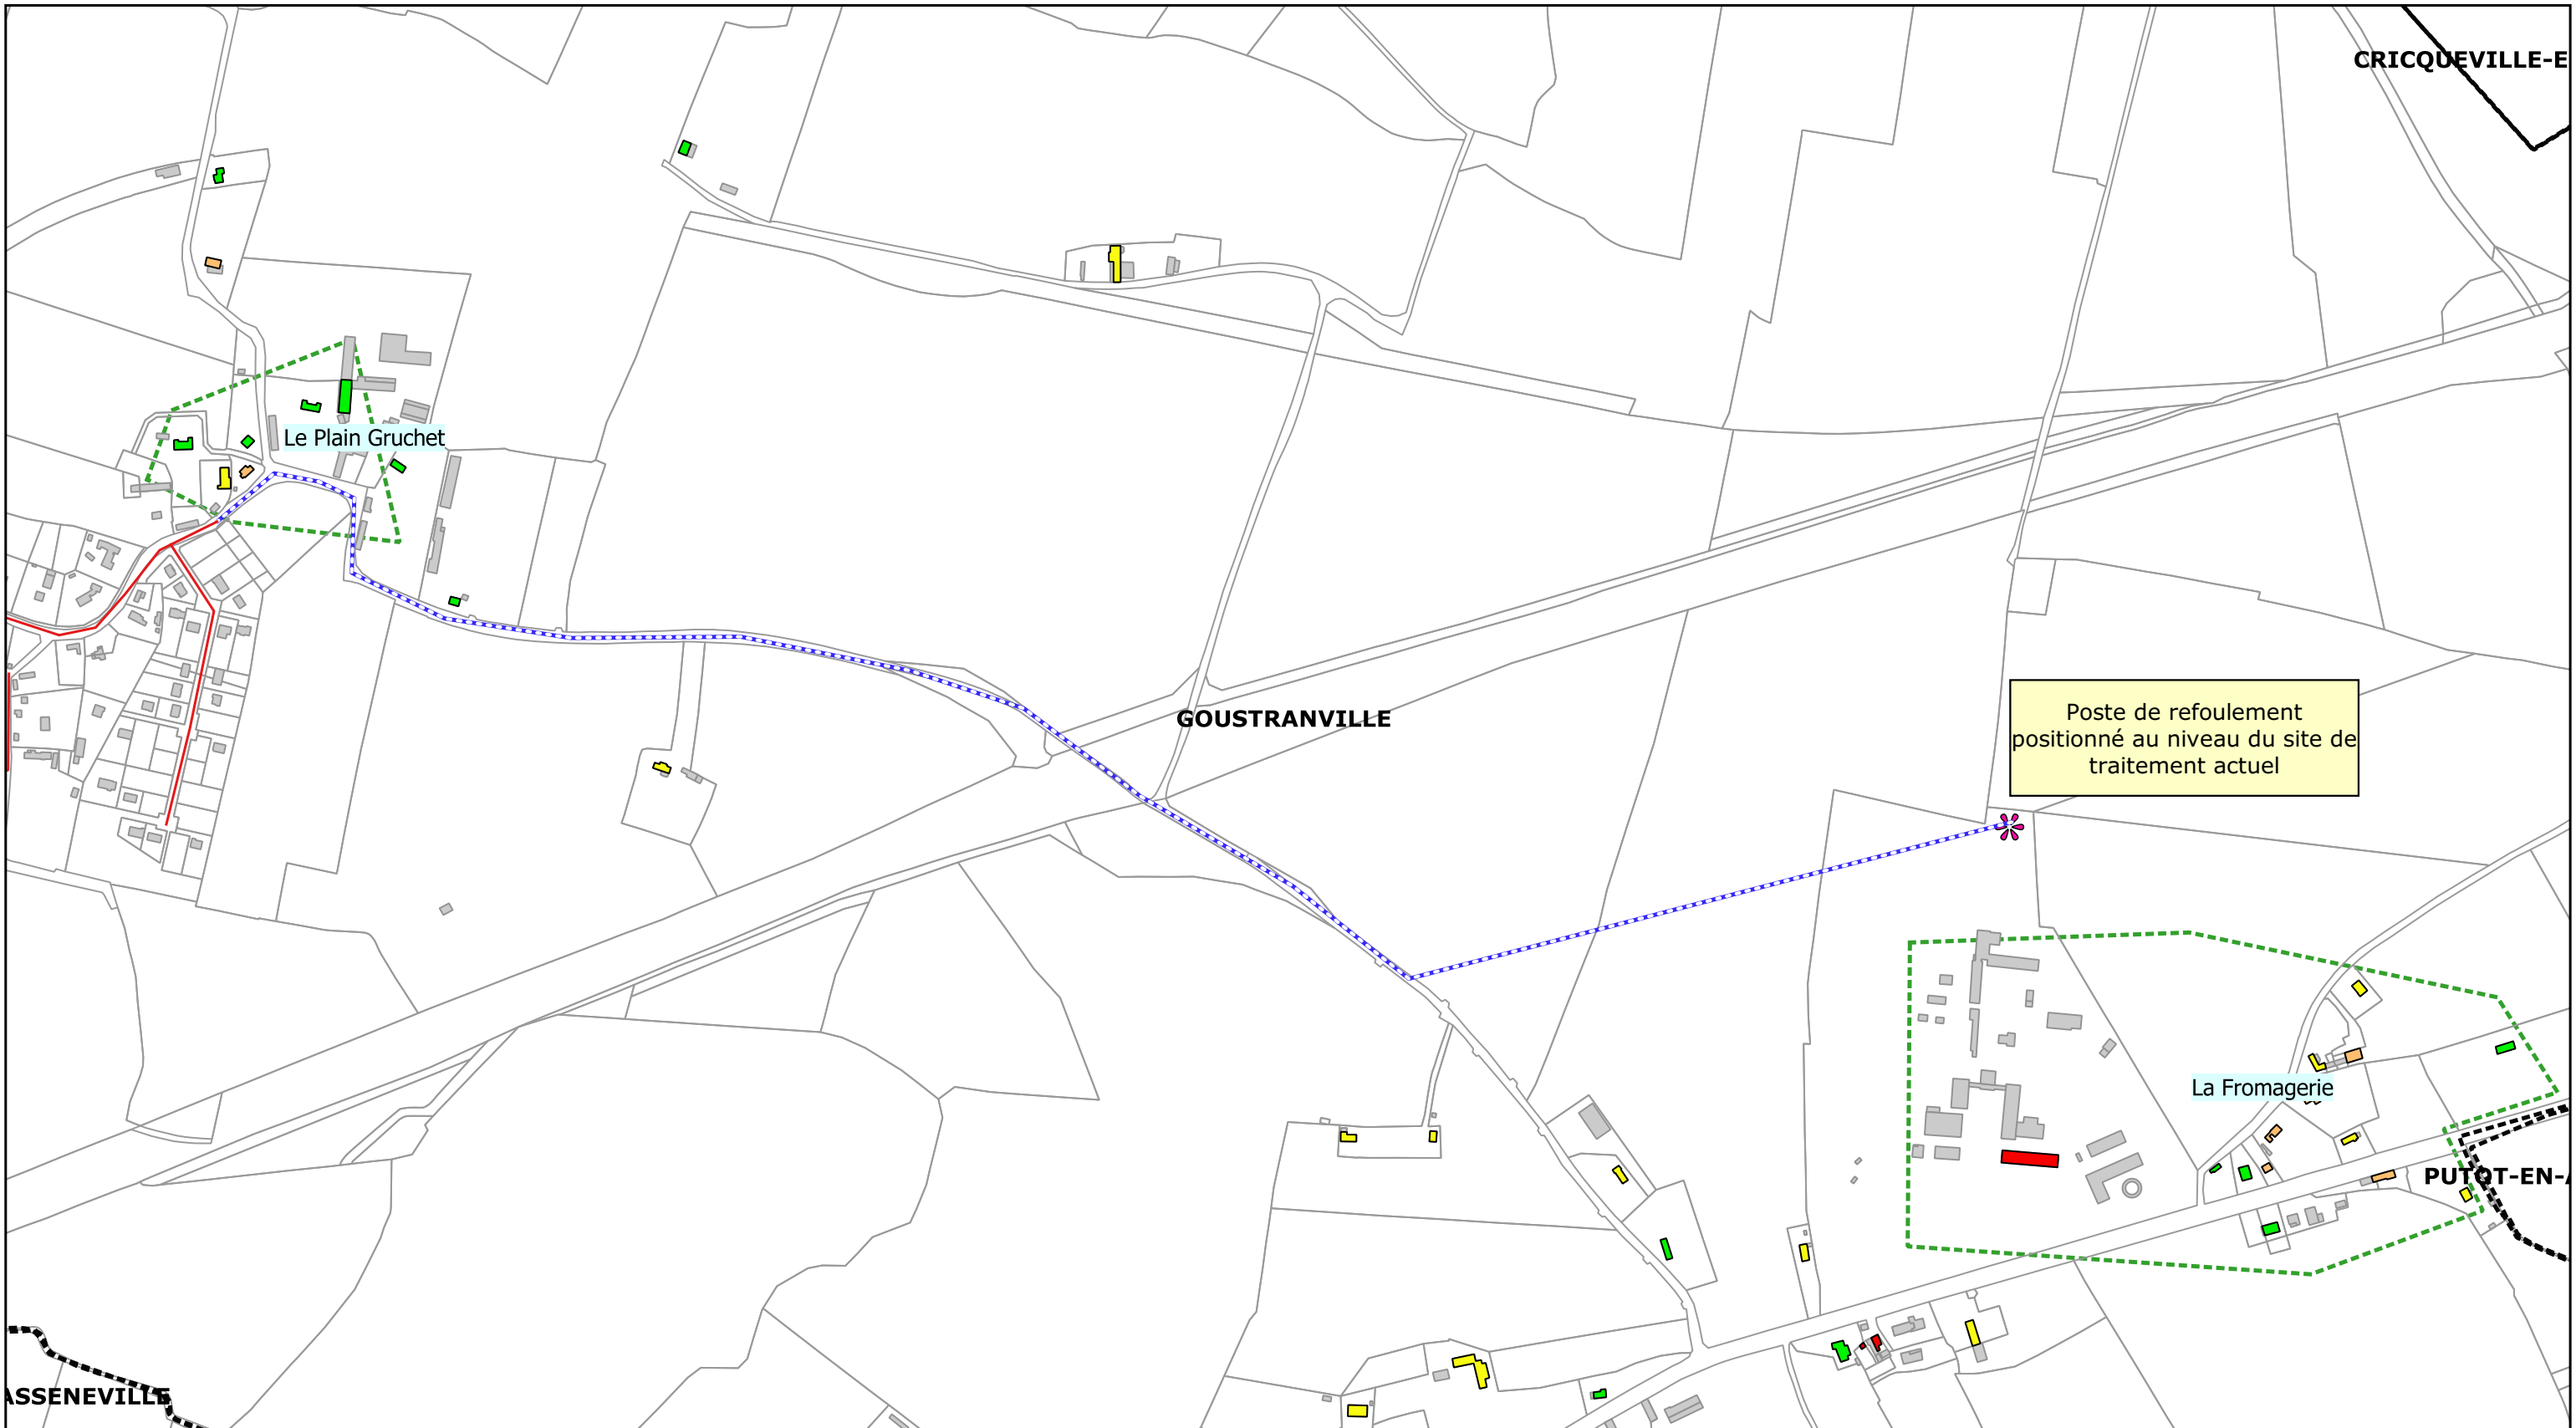 CRICQUEVILLE-E
Le Plain Gruchet
GOUSTRANVILLE
Poste de refoulement
positionné au niveau du site de
traitement actuel
La Fromagerie
PUTOT-EN-A
ASSENEVILLE